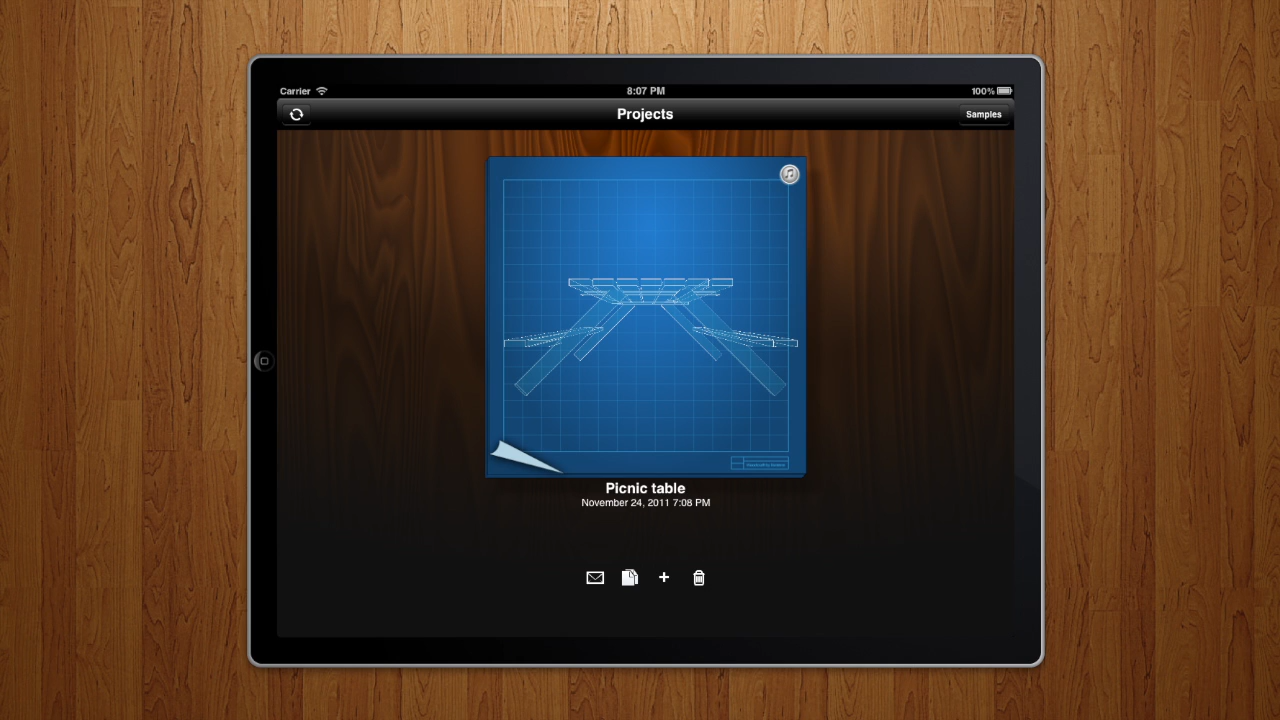 Carrier
8:07 PM
100%
Projects
Samples
Picnic table
November 24, 2011 7:08 PM